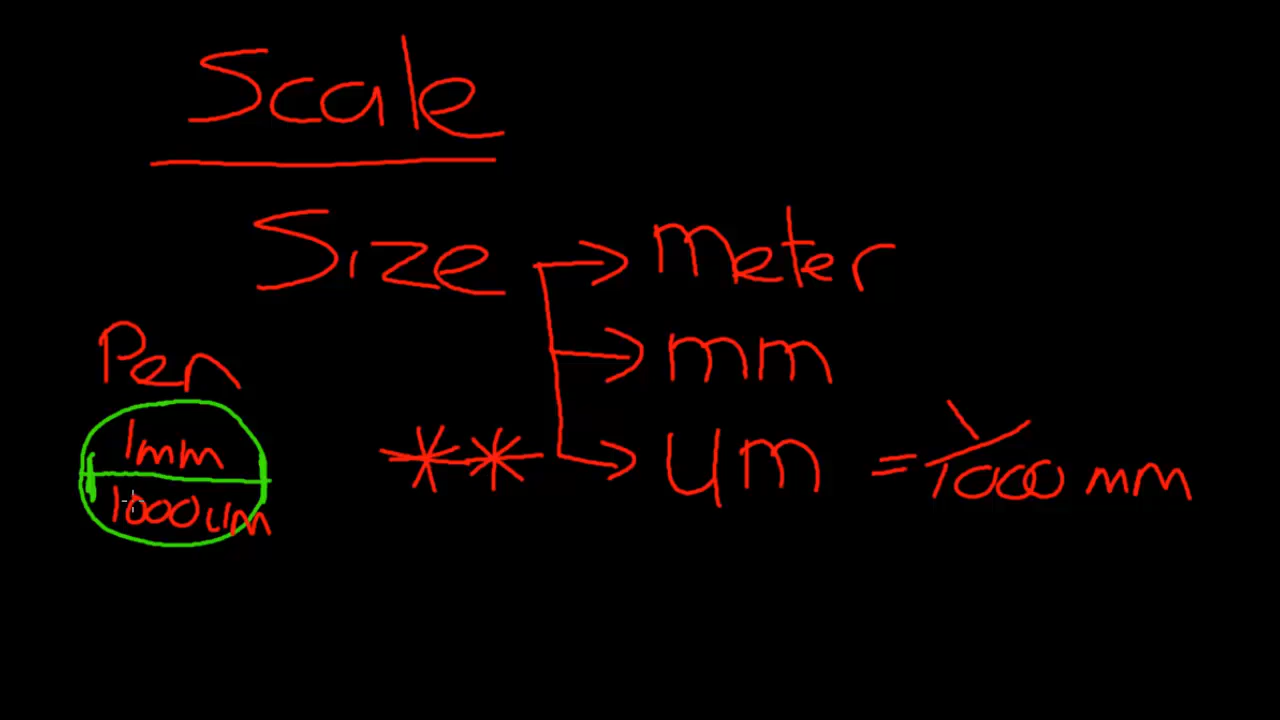 Scale
Size → meter
→ mm
Pen
** → um = 1/1000 mm
1mm
1000um